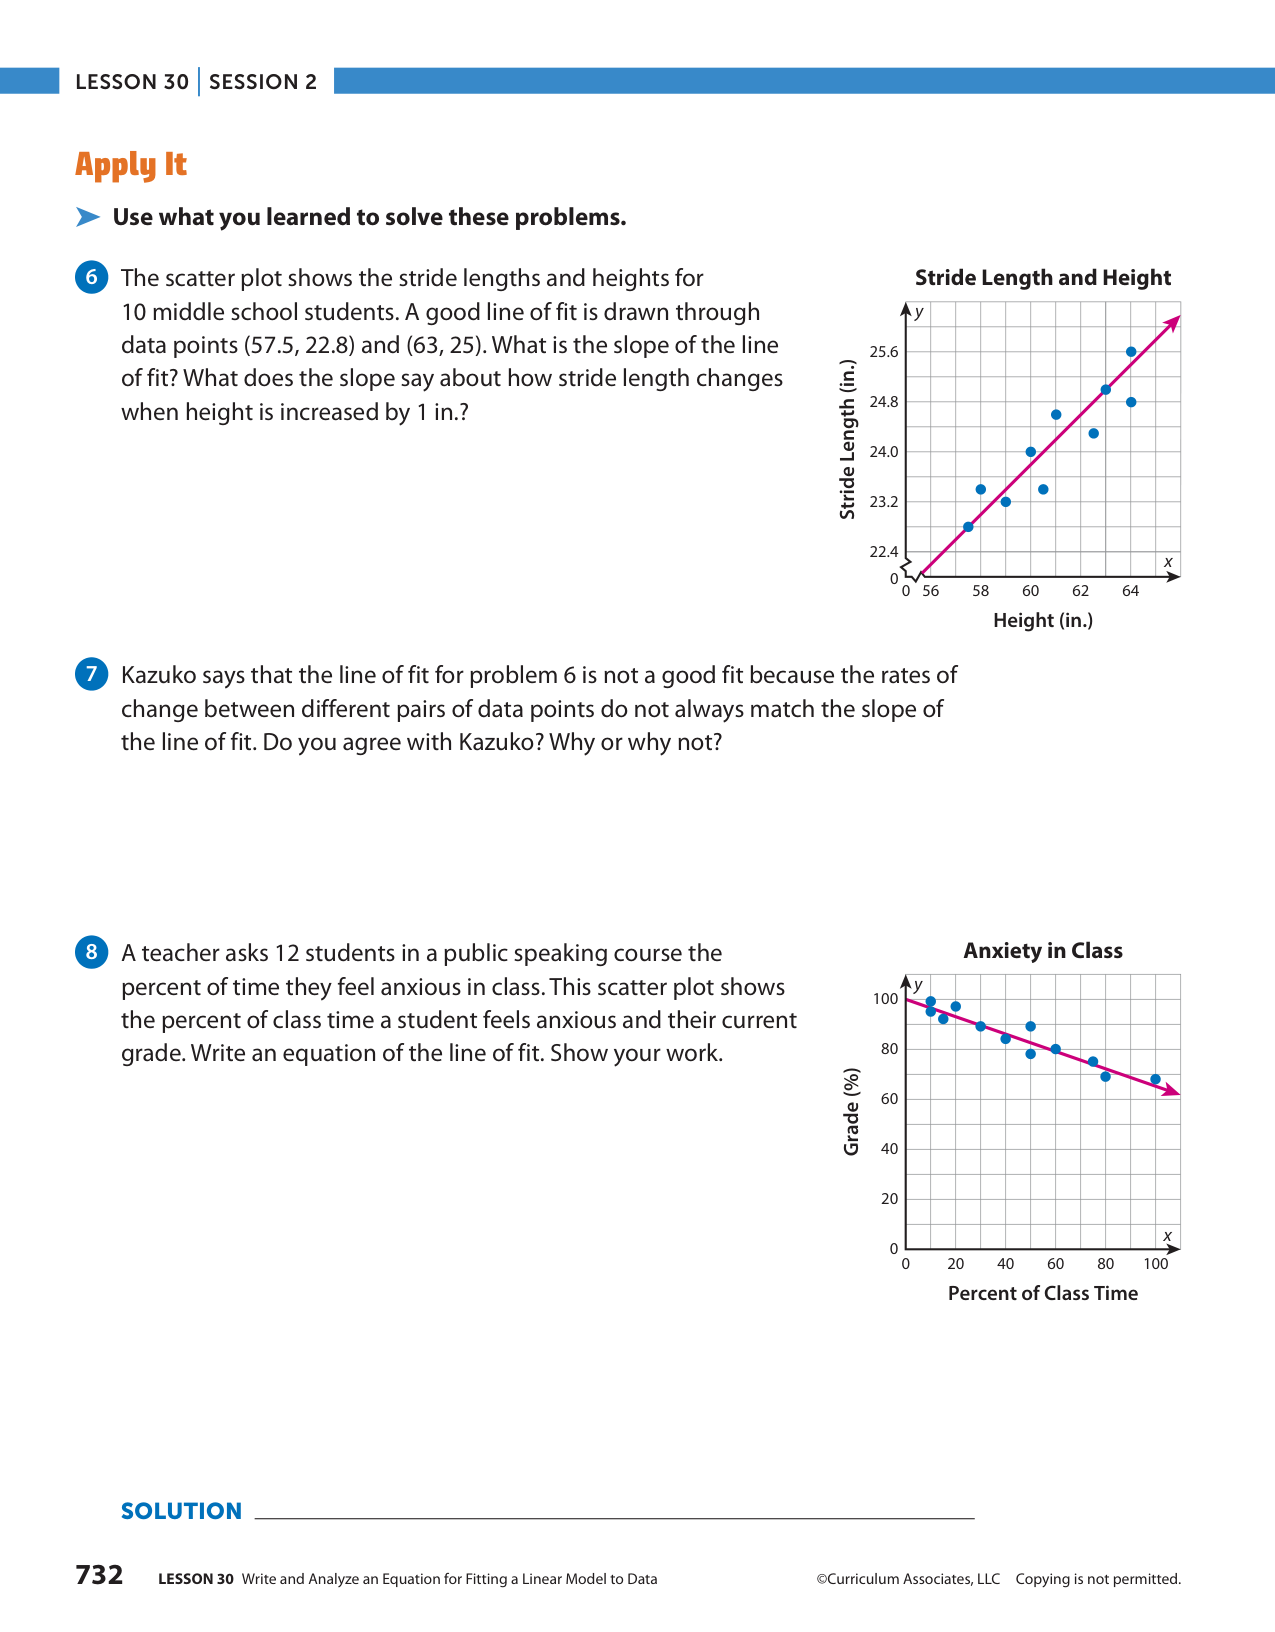 LESSON 30 | SESSION 2
Apply It
Use what you learned to solve these problems.
6 The scatter plot shows the stride lengths and heights for
10 middle school students. A good line of fit is drawn through
data points (57.5, 22.8) and (63, 25). What is the slope of the line
of fit? What does the slope say about how stride length changes
when height is increased by 1 in.?
Stride Length and Height
y
25.6
24.8
24.0
23.2
22.4
0
Stride Length (in.)
x
0 56 58 60 62 64
Height (in.)
7 Kazuko says that the line of fit for problem 6 is not a good fit because the rates of
change between different pairs of data points do not always match the slope of
the line of fit. Do you agree with Kazuko? Why or why not?
8 A teacher asks 12 students in a public speaking course the
percent of time they feel anxious in class. This scatter plot shows
the percent of class time a student feels anxious and their current
grade. Write an equation of the line of fit. Show your work.
Anxiety in Class
y
100
80
60
40
20
0
Grade (%)
x
0 20 40 60 80 100
Percent of Class Time
SOLUTION
732 LESSON 30 Write and Analyze an Equation for Fitting a Linear Model to Data ©Curriculum Associates, LLC Copying is not permitted.